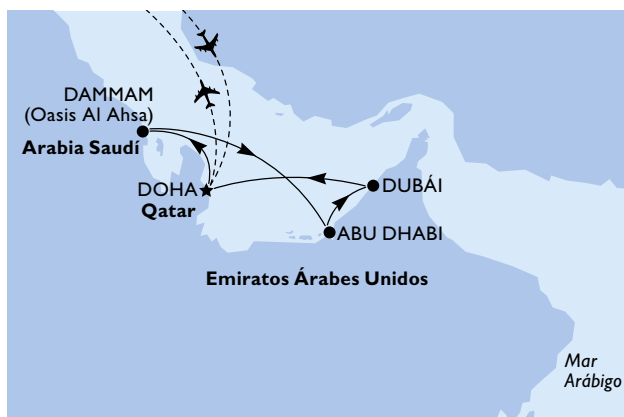 DAMMAM
(Oasis Al Ahsa)
Arabia Saudí
DOHA
Qatar
DUBÁI
ABU DHABI
Emiratos Árabes Unidos
Mar
Arábigo